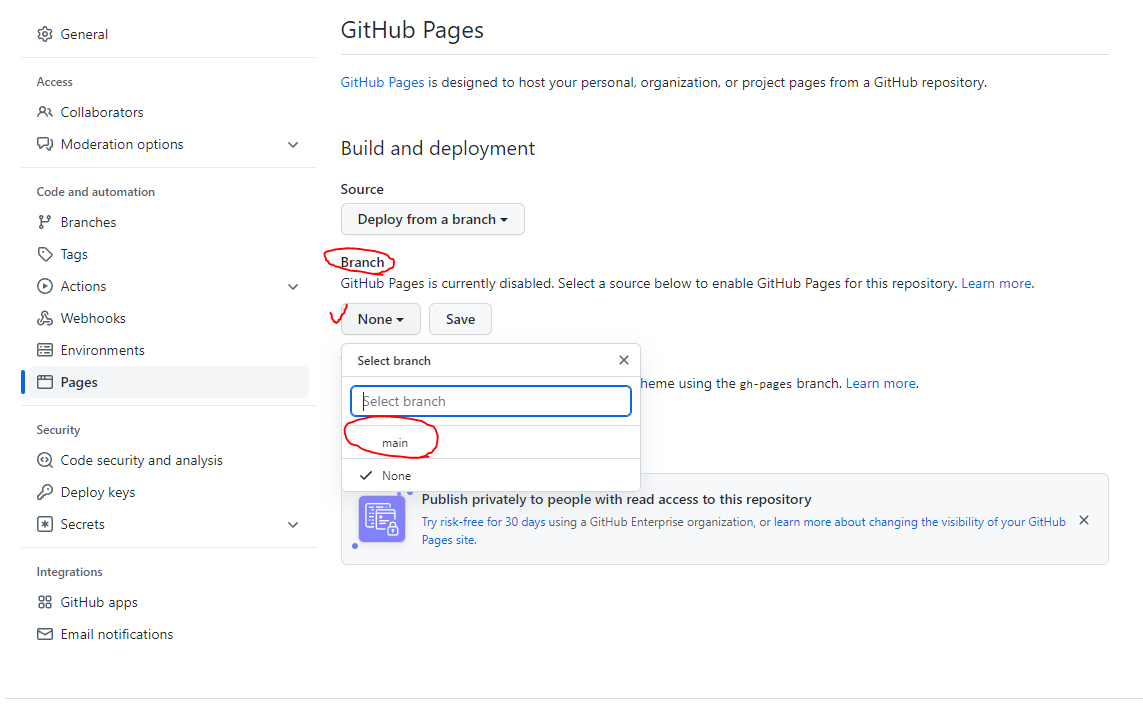 General
Access
Collaborators
Moderation options
Code and automation
Branches
Tags
Actions
Webhooks
Environments
Pages
Security
Code security and analysis
Deploy keys
Secrets
Integrations
GitHub apps
Email notifications
GitHub Pages
GitHub Pages is designed to host your personal, organization, or project pages from a GitHub repository.
Build and deployment
Source
Deploy from a branch
Branch
GitHub Pages is currently disabled. Select a source below to enable GitHub Pages for this repository. Learn more.
None Save
Select branch
Select branch
main
None
using the gh-pages branch. Learn more.
Publish privately to people with read access to this repository
Try risk-free for 30 days using a GitHub Enterprise organization, or learn more about changing the visibility of your GitHub
Pages site.